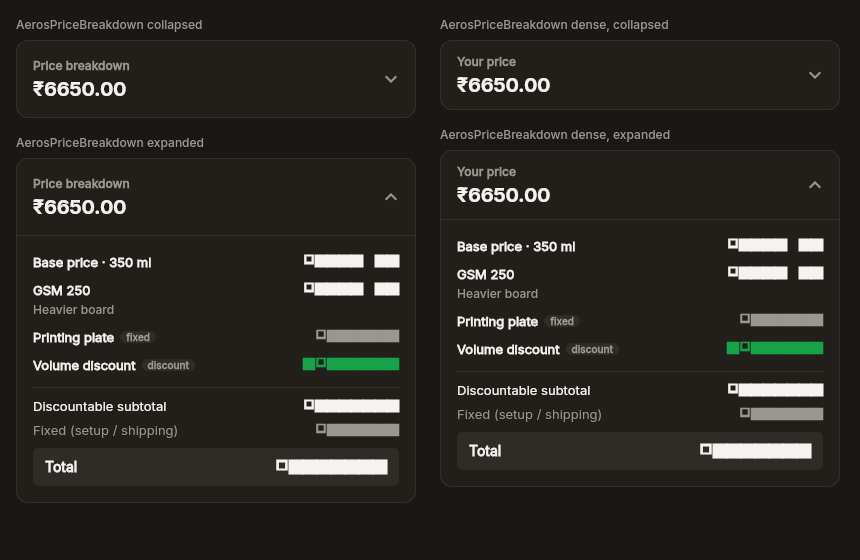 AerosPriceBreakdown collapsed
Price breakdown
₹6650.00
AerosPriceBreakdown expanded
Price breakdown
₹6650.00
Base price · 350 ml
GSM 250
Heavier board
Printing plate fixed
Volume discount discount
Discountable subtotal
Fixed (setup / shipping)
Total
AerosPriceBreakdown dense, collapsed
Your price
₹6650.00
AerosPriceBreakdown dense, expanded
Your price
₹6650.00
Base price · 350 ml
GSM 250
Heavier board
Printing plate fixed
Volume discount discount
Discountable subtotal
Fixed (setup / shipping)
Total